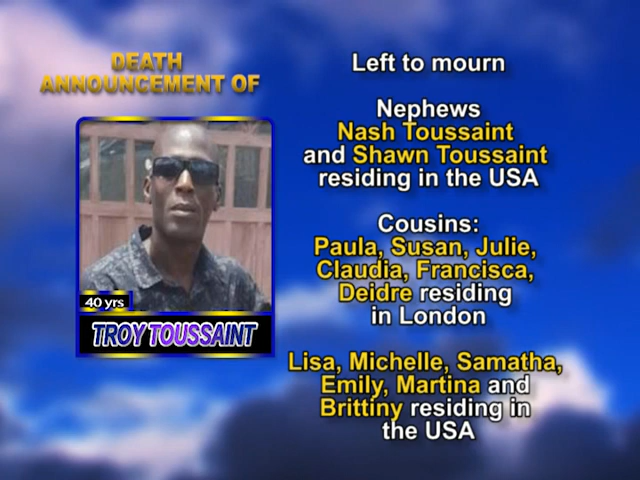 DEATH
ANNOUNCEMENT OF
40 yrs
TROY TOUSSAINT
Left to mourn
Nephews
Nash Toussaint
and Shawn Toussaint
residing in the USA
Cousins:
Paula, Susan, Julie,
Claudia, Francisca,
Deidre residing
in London
Lisa, Michelle, Samatha,
Emily, Martina and
Brittiny residing in
the USA